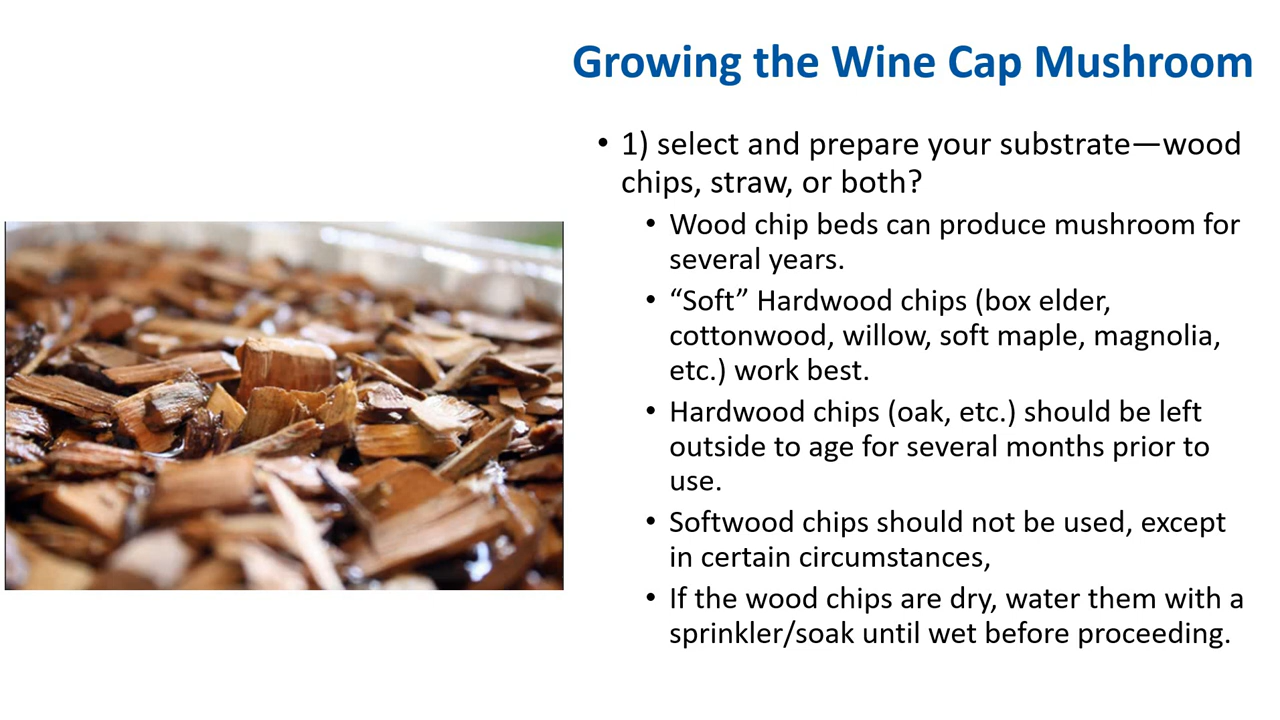 Growing the Wine Cap Mushroom
• 1) select and prepare your substrate—wood
chips, straw, or both?
• Wood chip beds can produce mushroom for
several years.
• “Soft” Hardwood chips (box elder,
cottonwood, willow, soft maple, magnolia,
etc.) work best.
• Hardwood chips (oak, etc.) should be left
outside to age for several months prior to
use.
• Softwood chips should not be used, except
in certain circumstances,
• If the wood chips are dry, water them with a
sprinkler/soak until wet before proceeding.